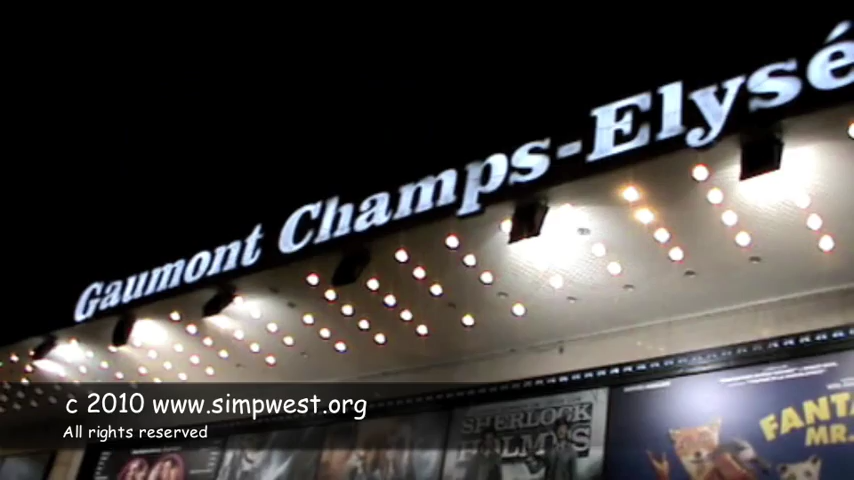 Gaumont Champs-Elysé
c 2010 www.simpwest.org
All rights reserved
SHERLOCK
HOLMES
FANTA
MR.